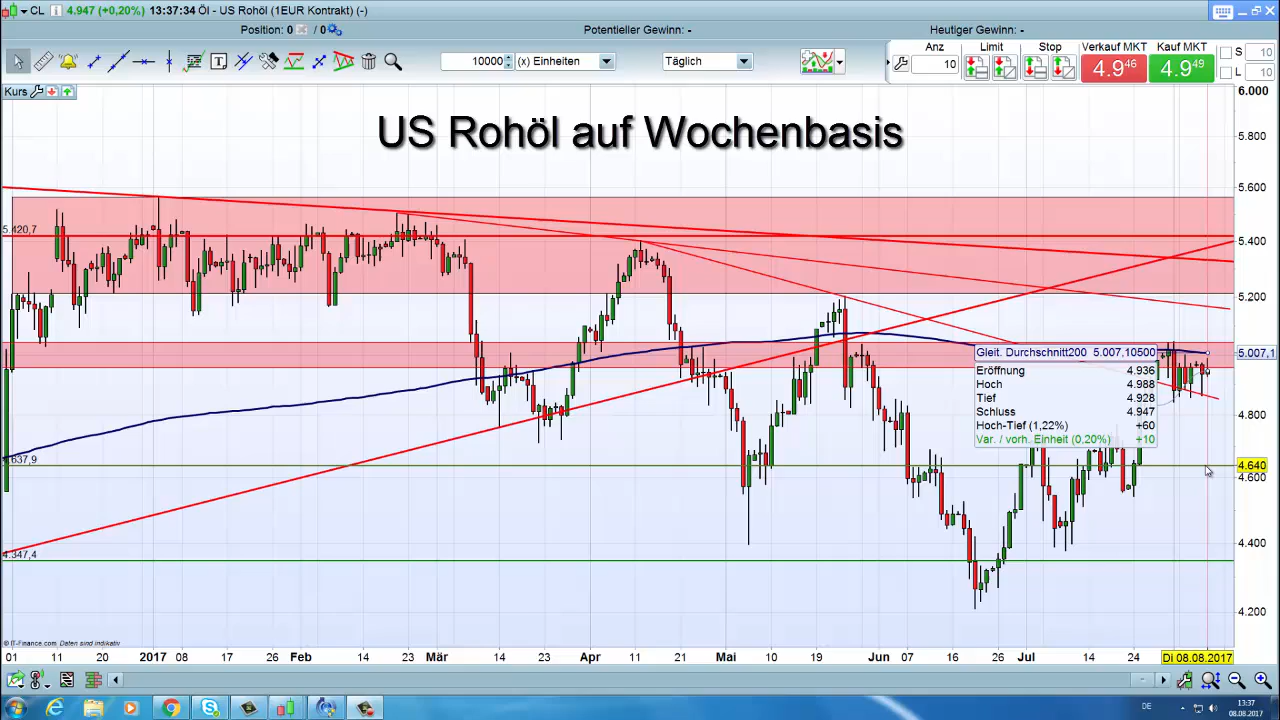 CL 4.947 (+0,20%) 13:37:34 Öl - US Rohöl (1EUR Kontrakt) (-)
Position: 0 / 0 Potentieller Gewinn: - Heutiger Gewinn: -
10000 (x) Einheiten Täglich
Anz Limit Stop Verkauf MKT Kauf MKT S 10
10 4.9⁴⁶ 4.9⁴⁹ L 10
Kurs
US Rohöl auf Wochenbasis
6.000
5.800
5.600
5.420,7
5.400
5.200
5.007,1
Gleit. Durchschnitt200 5.007,10500
Eröffnung 4.936
Hoch 4.988
Tief 4.928
Schluss 4.947
Hoch-Tief (1,22%) +60
Var. / vorh. Einheit (0,20%) +10
4.800
4.637,9
4.640
4.600
4.400
4.347,4
4.200
© IT-Finance.com Daten sind indikativ
01 11 20 2017 08 17 26 Feb 14 23 Mär 14 23 Apr 11 21 Mai 10 19 Jun 07 16 26 Jul 14 24 Di 08.08.2017
DE 13:37
08.08.2017